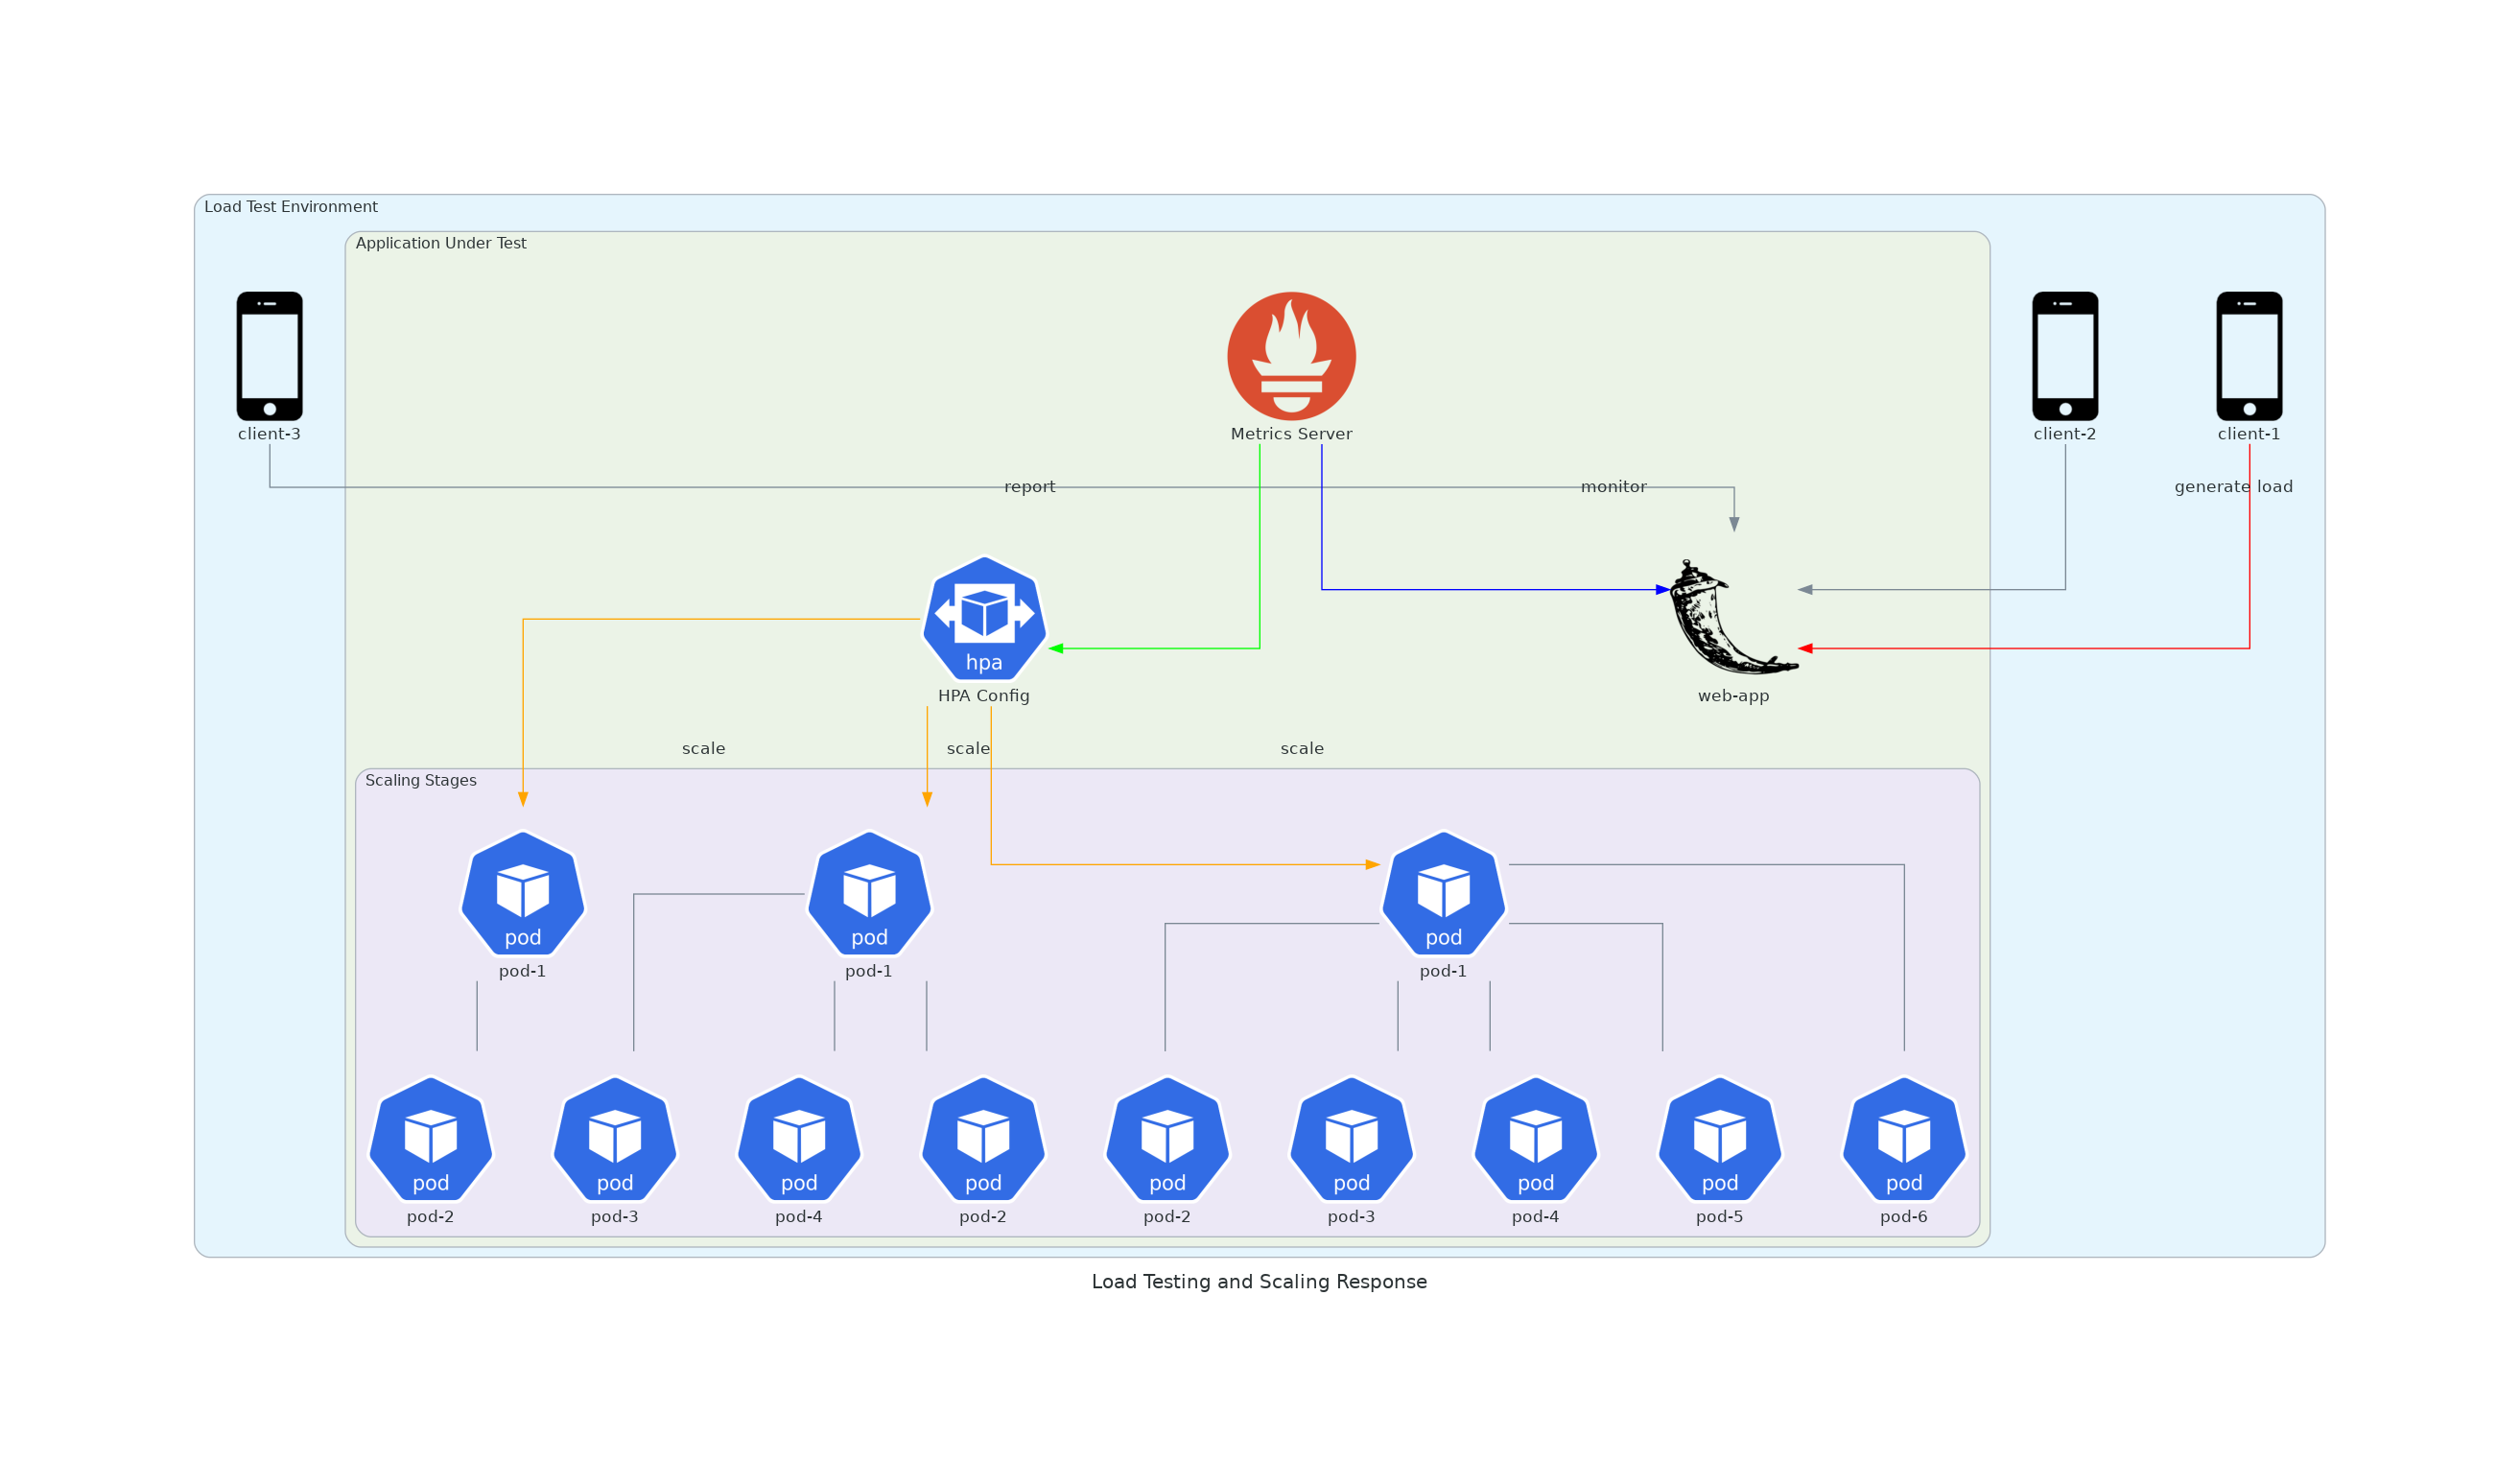 Load Test Environment
Application Under Test
client-3
Metrics Server
client-2
client-1
report
monitor
generate load
hpa
HPA Config
web-app
scale
scale
scale
Scaling Stages
pod
pod
pod
pod-1
pod-1
pod-1
pod
pod
pod
pod
pod
pod
pod
pod
pod
pod-2
pod-3
pod-4
pod-2
pod-2
pod-3
pod-4
pod-5
pod-6
Load Testing and Scaling Response